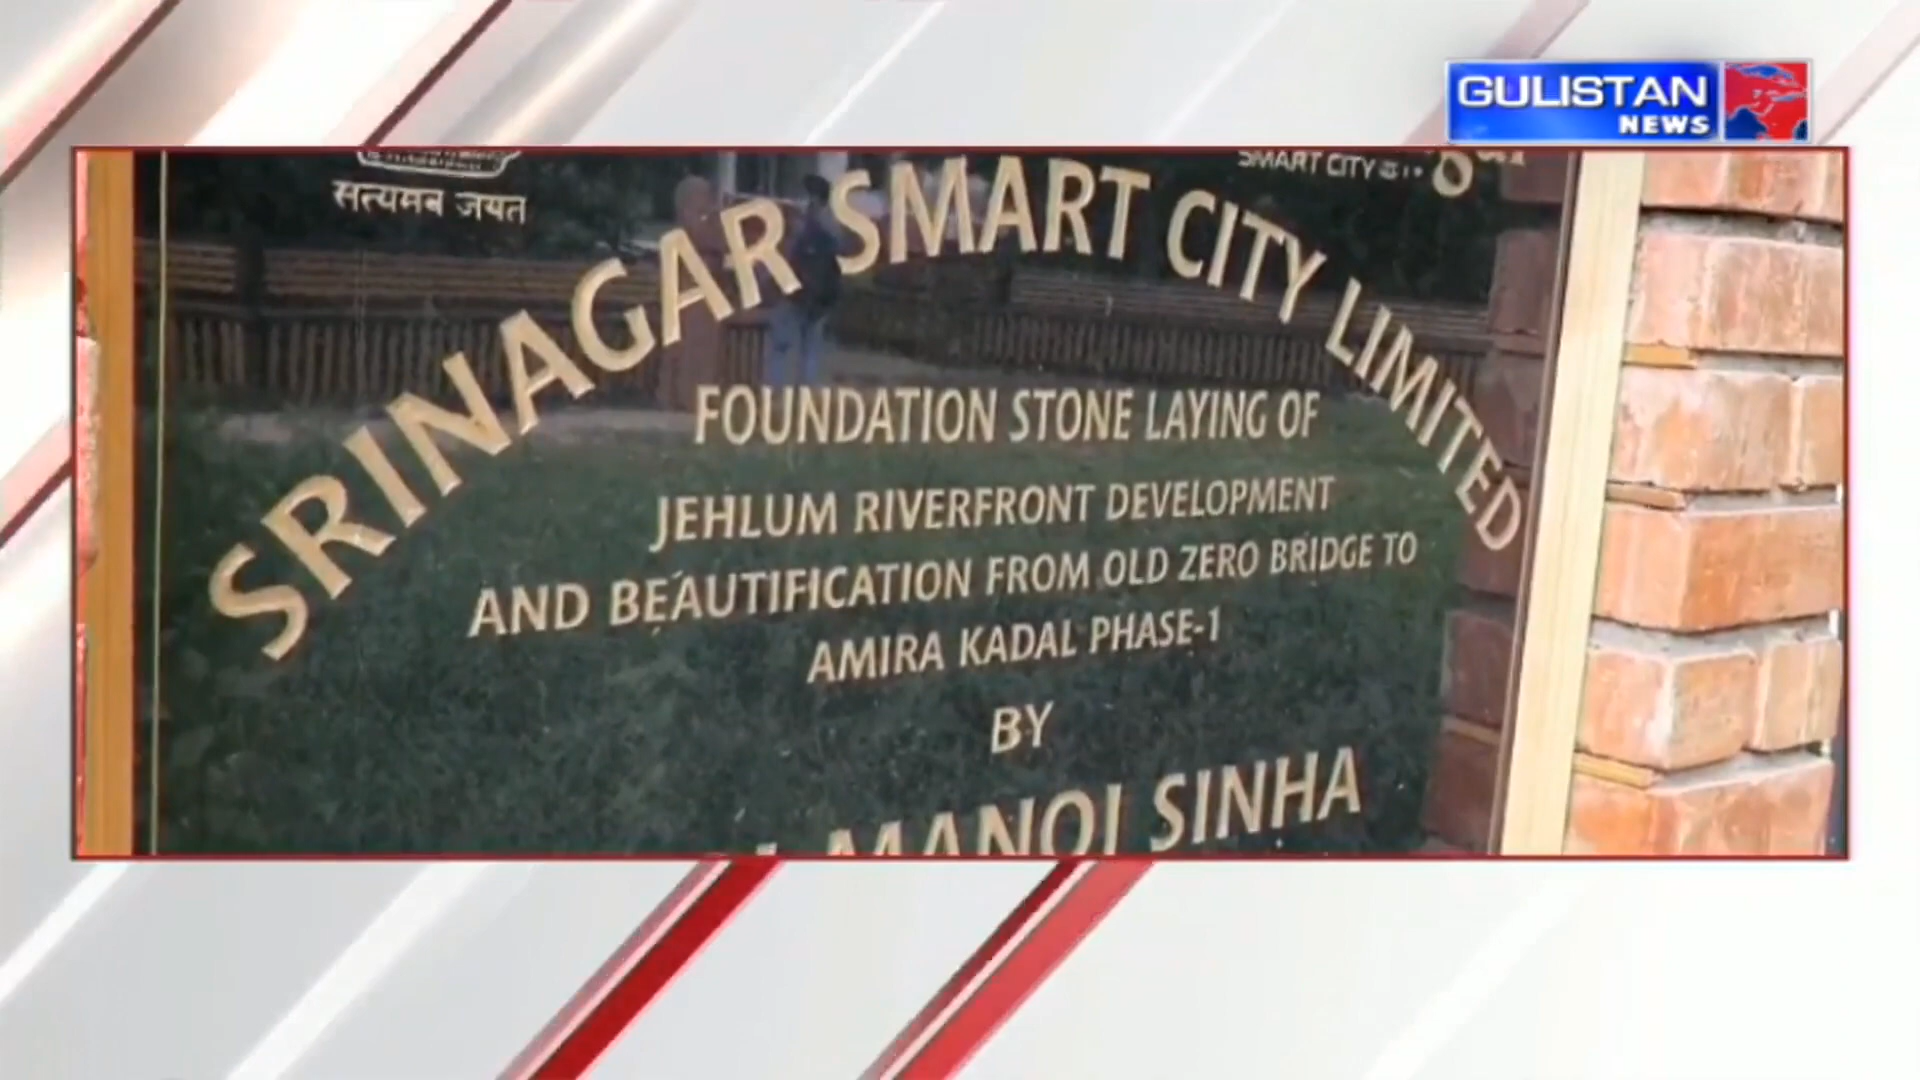 GULISTAN
NEWS
सत्यमेव जयते
SMART CITY
SRINAGAR SMART CITY LIMITED
FOUNDATION STONE LAYING OF
JEHLUM RIVERFRONT DEVELOPMENT
AND BEAUTIFICATION FROM OLD ZERO BRIDGE TO
AMIRA KADAL PHASE-1
BY
MANOJ SINHA